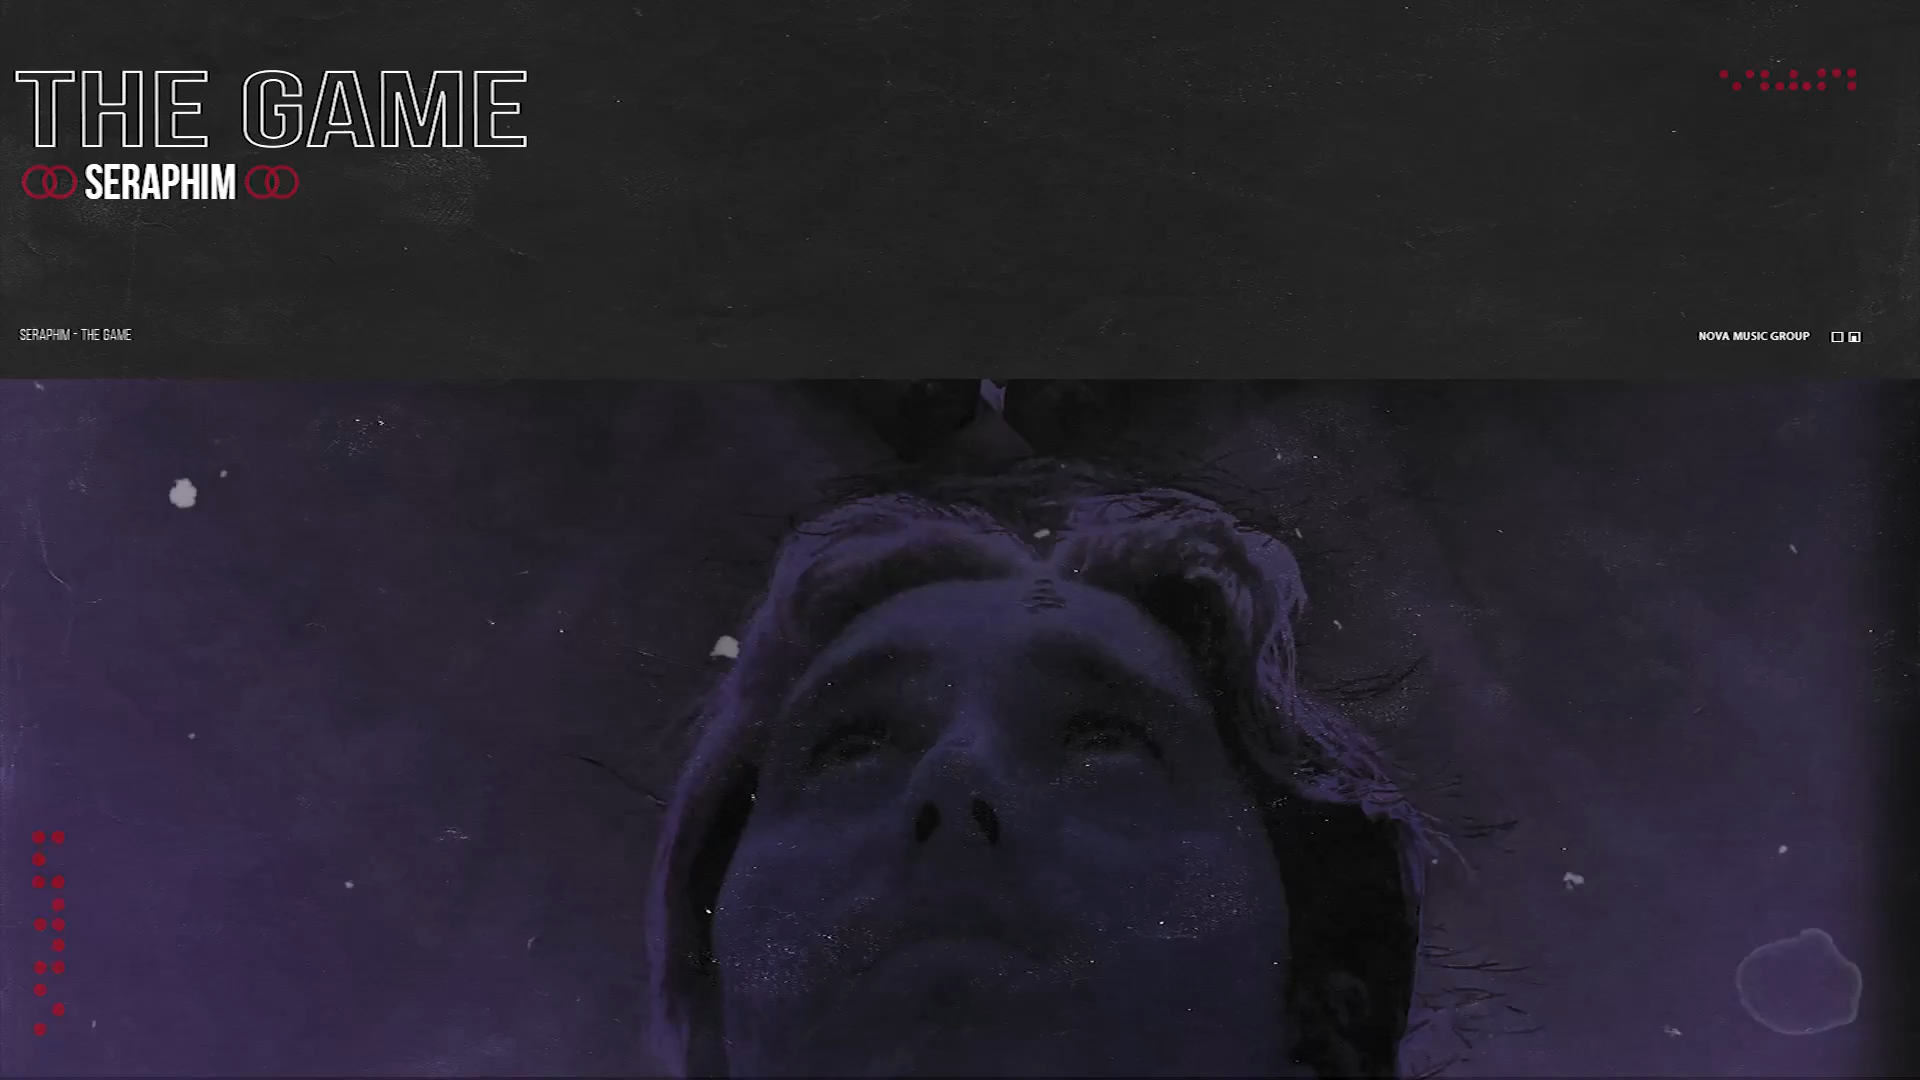 THE GAME
SERAPHIM
SERAPHIM - THE GAME
NOVA MUSIC GROUP